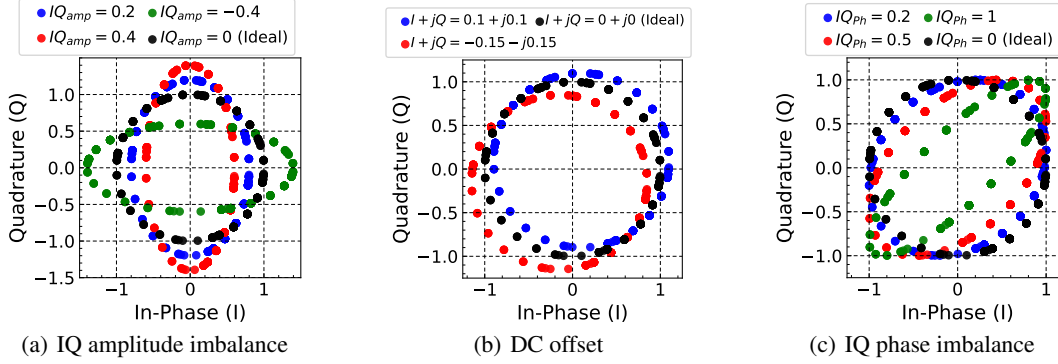 IQamp = 0.2
IQamp = −0.4
IQamp = 0.4
IQamp = 0 (Ideal)
1.5
1.0
0.5
0.0
−0.5
−1.0
−1.5
−1
0
1
Quadrature (Q)
In-Phase (I)
(a) IQ amplitude imbalance
I + jQ = 0.1 + j0.1
I + jQ = 0 + j0 (Ideal)
I + jQ = −0.15 − j0.15
1.0
0.5
0.0
−0.5
−1.0
−1
0
1
Quadrature (Q)
In-Phase (I)
(b) DC offset
IQPh = 0.2
IQPh = 1
IQPh = 0.5
IQPh = 0 (Ideal)
1.0
0.5
0.0
−0.5
−1.0
−1
0
1
Quadrature (Q)
In-Phase (I)
(c) IQ phase imbalance